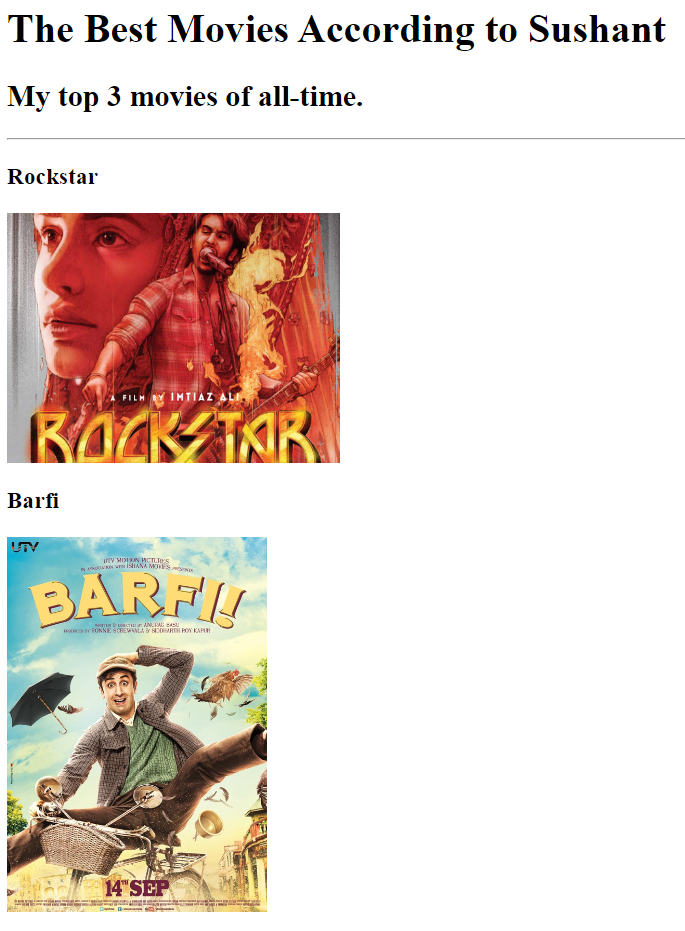 The Best Movies According to Sushant
My top 3 movies of all-time.
Rockstar
A FILM BY IMTIAZ ALI
ROCKSTAR
Barfi
UTV
UTV MOTION PICTURES
IN ASSOCIATION WITH ISHANA MOVIES PRESENTS
BARFI!
WRITTEN & DIRECTED BY ANURAG BASU
PRODUCED BY RONNIE SCREWVALA & SIDDHARTH ROY KAPUR
14TH SEP